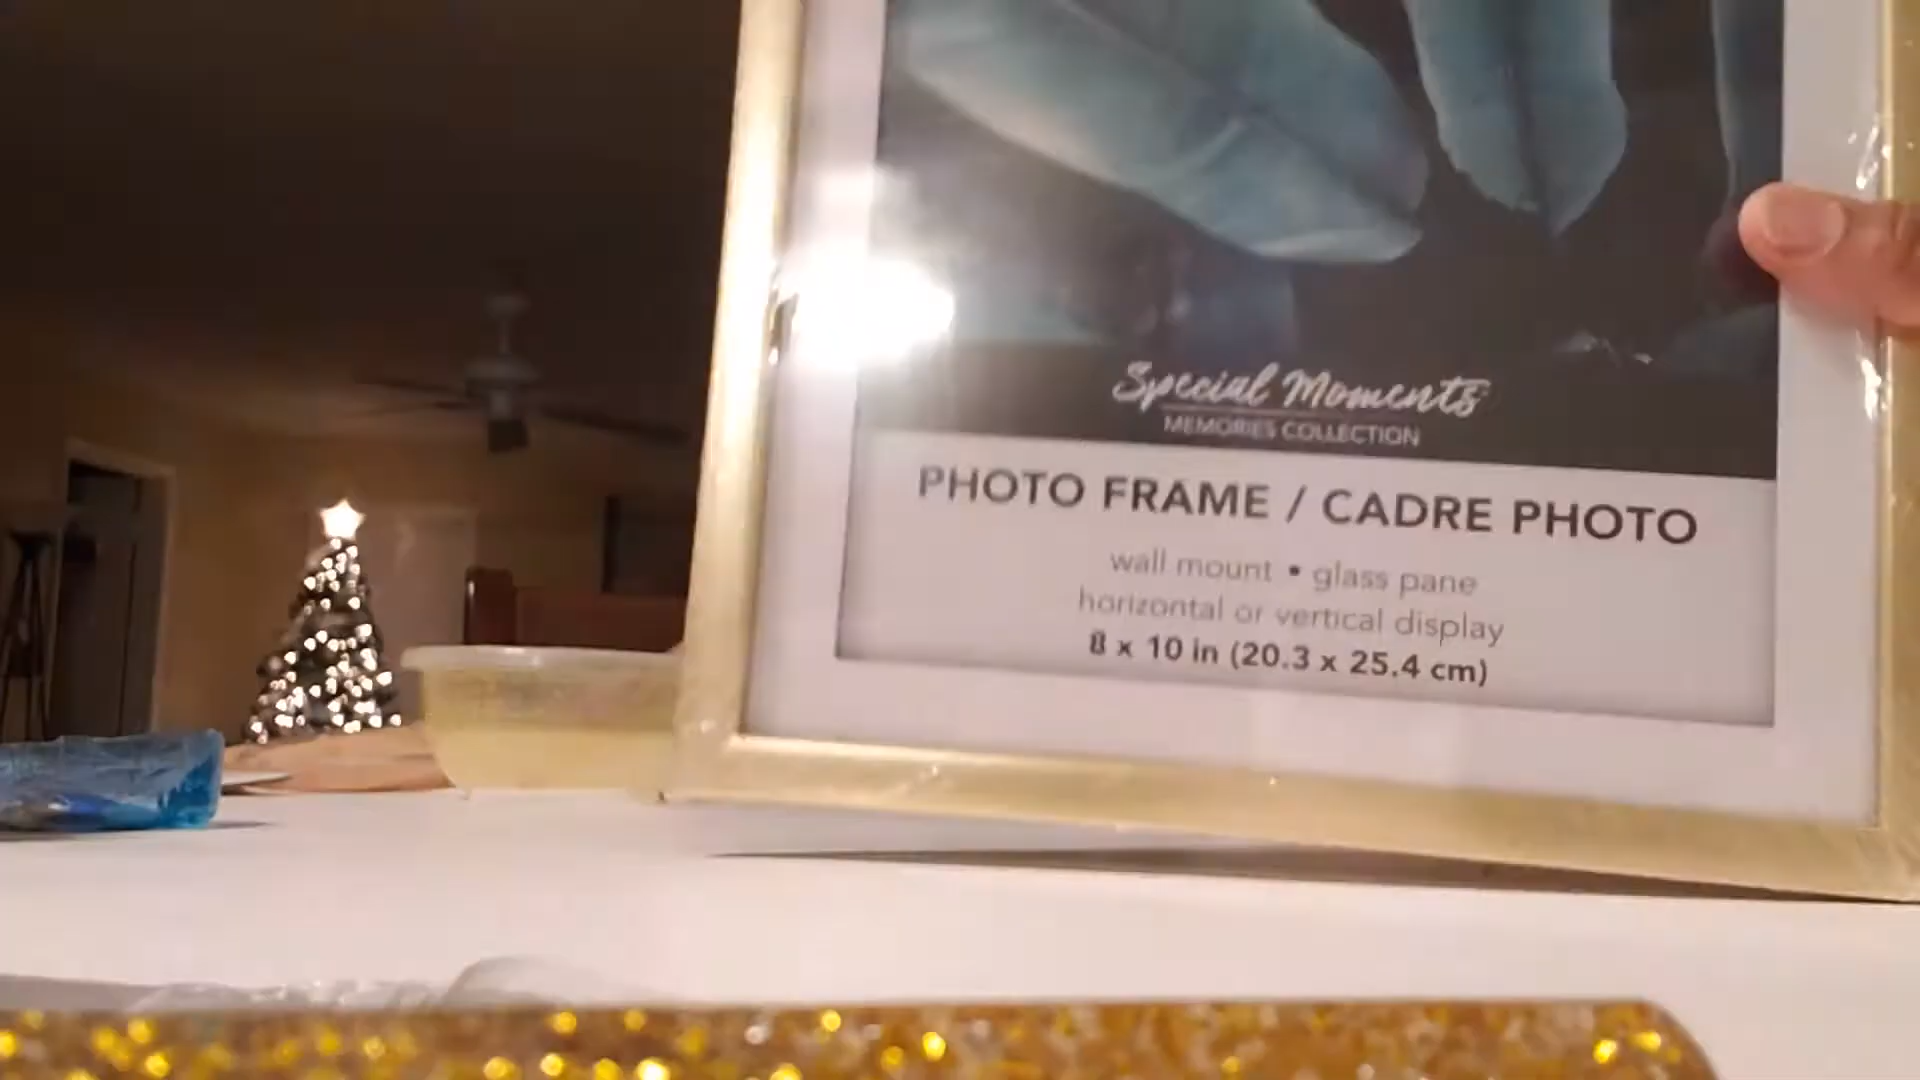 Special Moments
MEMORIES COLLECTION
PHOTO FRAME / CADRE PHOTO
wall mount • glass pane
horizontal or vertical display
8 x 10 in (20.3 x 25.4 cm)